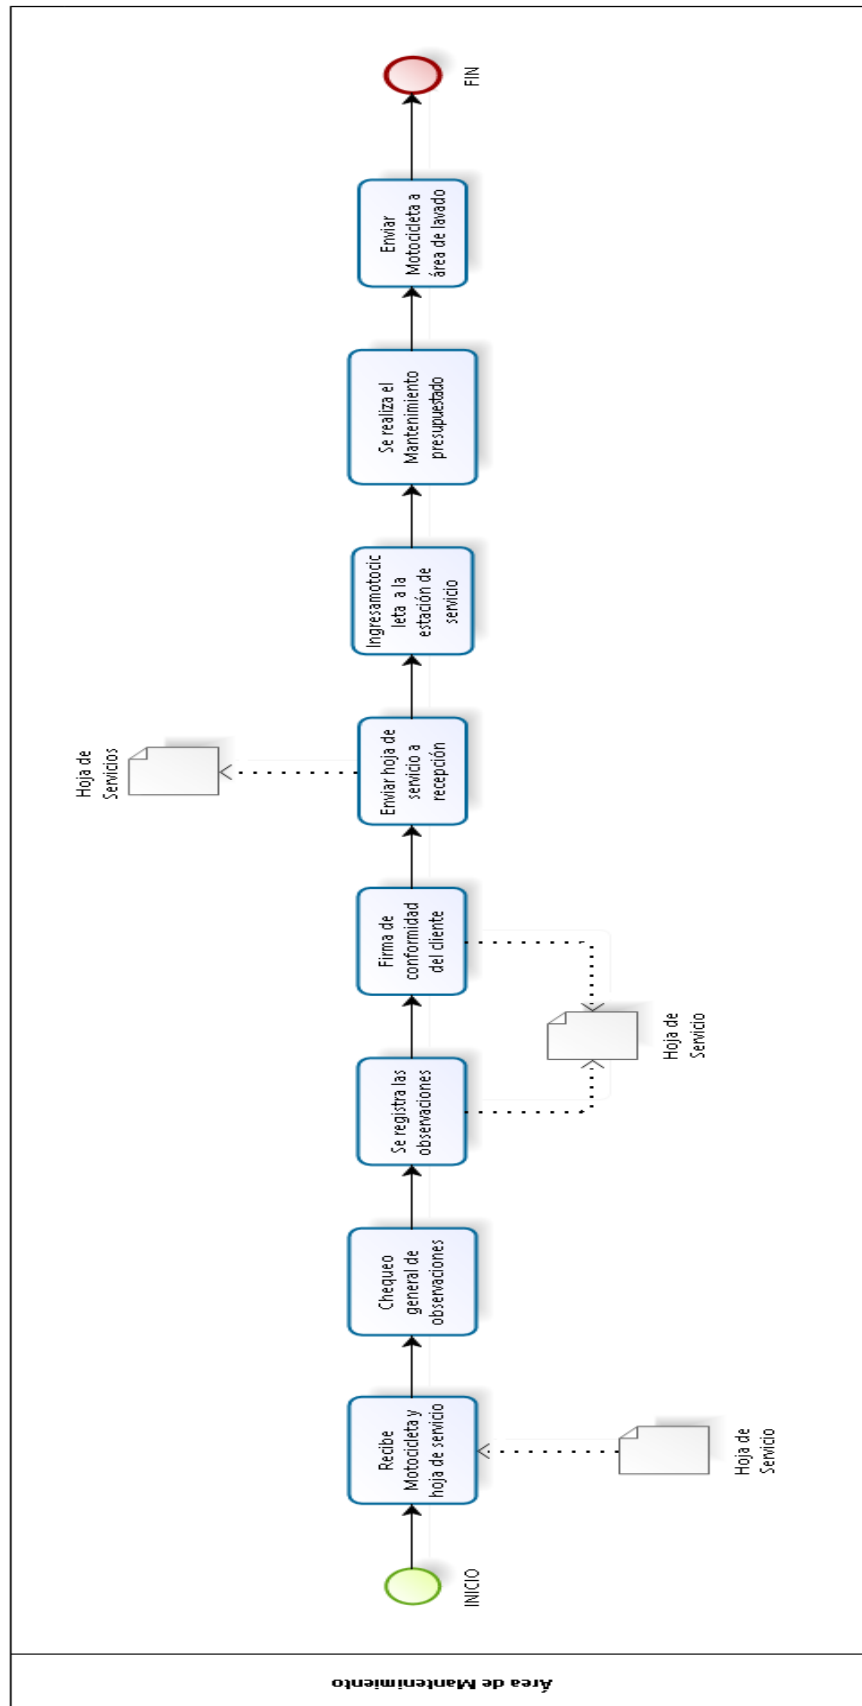 Área de Mantenimiento
INICIO
Recibe
Motocicleta y
hoja de servicio
Hoja de
Servicio
Chequeo
general de
observaciones
Se registra las
observaciones
Hoja de
Servicio
Firma de
conformidad
del cliente
Enviar hoja de
servicio a
recepción
Hoja de
Servicios
Ingresamotocic
leta a la
estación de
servicio
Se realiza el
Mantenimiento
presupuestado
Enviar
Motocicleta a
área de lavado
FIN